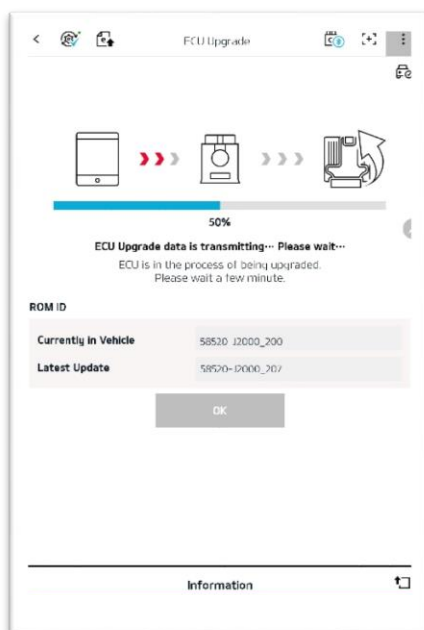 ECU Upgrade
50%
ECU Upgrade data is transmitting··· Please wait···
ECU is in the process of being upgraded.
Please wait a few minute.
ROM ID
Currently in Vehicle 58520-J2000_200
Latest Update 58520-J2000_207
OK
Information